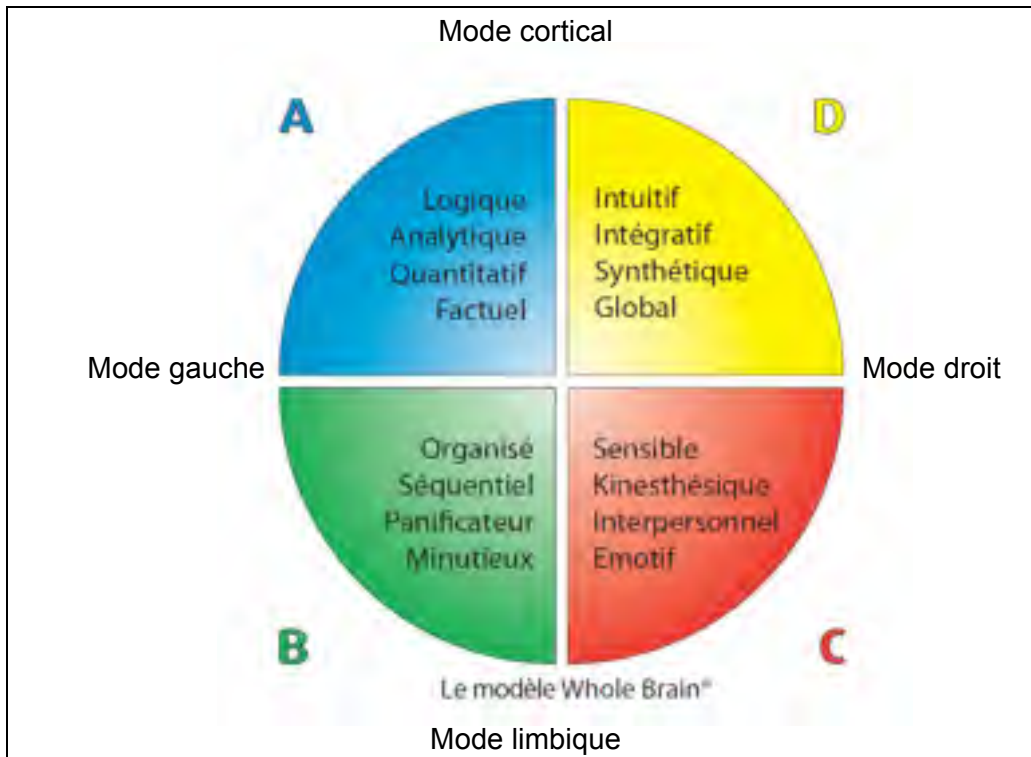 Mode cortical
A
D
Logique
Analytique
Quantitatif
Factuel
Intuitif
Intégratif
Synthétique
Global
Mode gauche
Mode droit
Organisé
Séquentiel
Panificateur
Minutieux
Sensible
Kinesthésique
Interpersonnel
Emotif
B
C
Le modèle Whole Brain®
Mode limbique